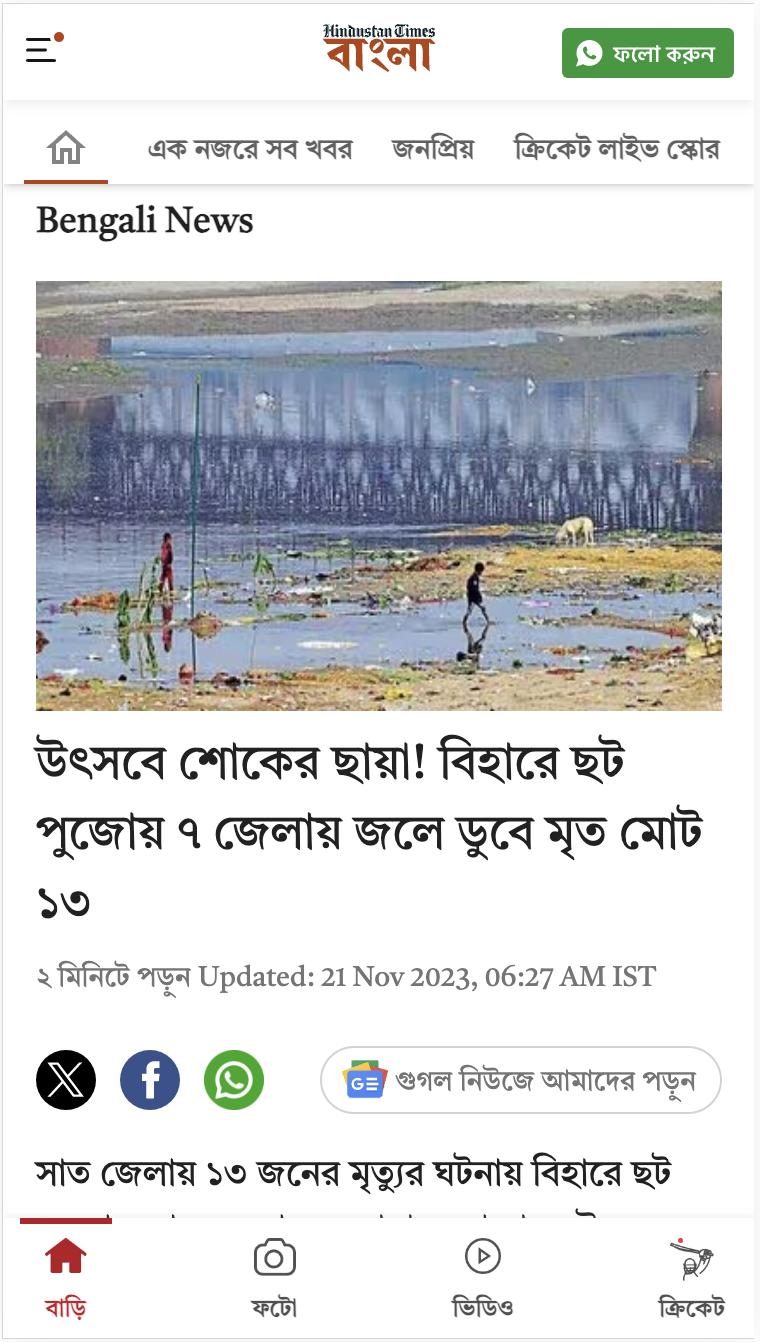 Hindustan Times
বাংলা
ফলো করুন
এক নজরে সব খবর জনপ্রিয় ক্রিকেট লাইভ স্কোর
Bengali News
উৎসবে শোকের ছায়া! বিহারে ছট
পুজোয় ৭ জেলায় জলে ডুবে মৃত মোট
১৩
২ মিনিটে পড়ুন Updated: 21 Nov 2023, 06:27 AM IST
GE গুগল নিউজে আমাদের পড়ুন
সাত জেলায় ১৩ জনের মৃত্যুর ঘটনায় বিহারে ছট
বাড়ি ফটো ভিডিও ক্রিকেট